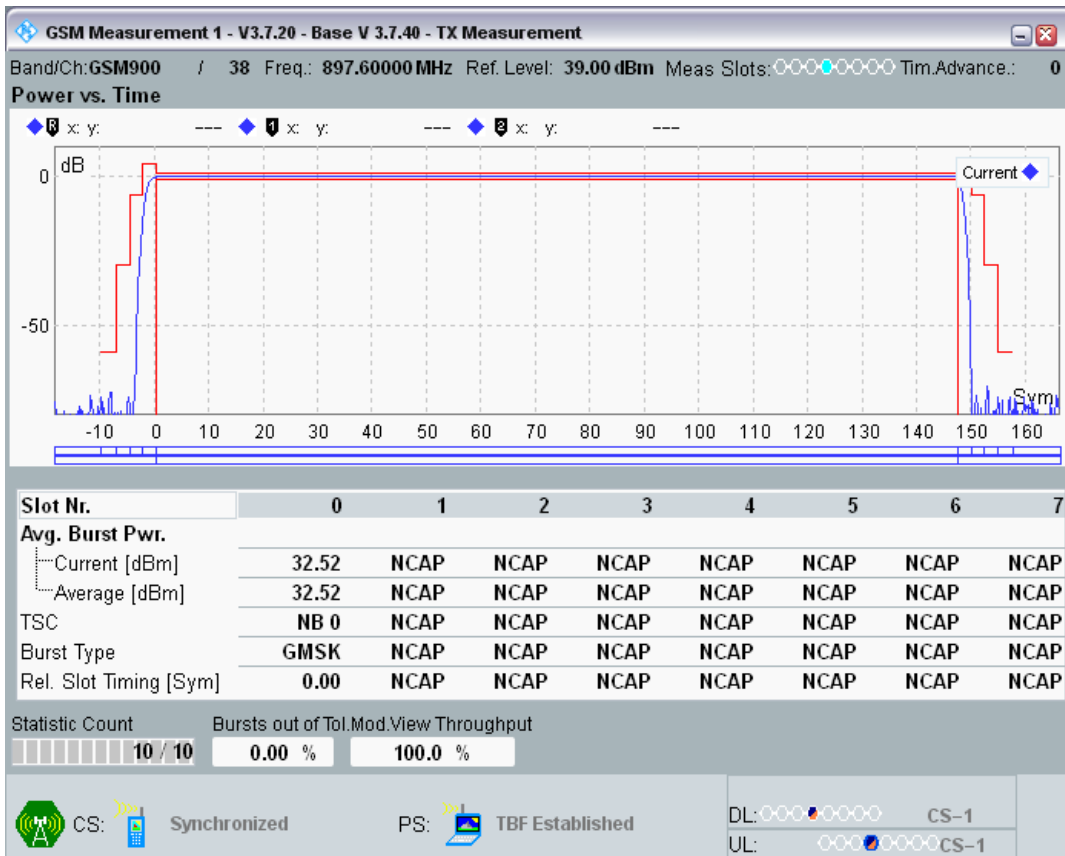 GSM Measurement 1 - V3.7.20 - Base V 3.7.40 - TX Measurement
Band/Ch:GSM900 / 38 Freq.: 897.60000 MHz Ref. Level: 39.00 dBm Meas Slots: Tim.Advance.: 0
Power vs. Time
R x: y: --- 1 x: y: --- 2 x: y: ---
dB
Current
0
-50
Sym
-10 0 10 20 30 40 50 60 70 80 90 100 110 120 130 140 150 160
Slot Nr. 0 1 2 3 4 5 6 7
Avg. Burst Pwr.
Current [dBm] 32.52 NCAP NCAP NCAP NCAP NCAP NCAP NCAP
Average [dBm] 32.52 NCAP NCAP NCAP NCAP NCAP NCAP NCAP
TSC NB 0 NCAP NCAP NCAP NCAP NCAP NCAP NCAP
Burst Type GMSK NCAP NCAP NCAP NCAP NCAP NCAP NCAP
Rel. Slot Timing [Sym] 0.00 NCAP NCAP NCAP NCAP NCAP NCAP NCAP
Statistic Count Bursts out of Tol.Mod.View Throughput
10 / 10 0.00 % 100.0 %
CS: Synchronized PS: TBF Established
DL: CS-1
UL: CS-1